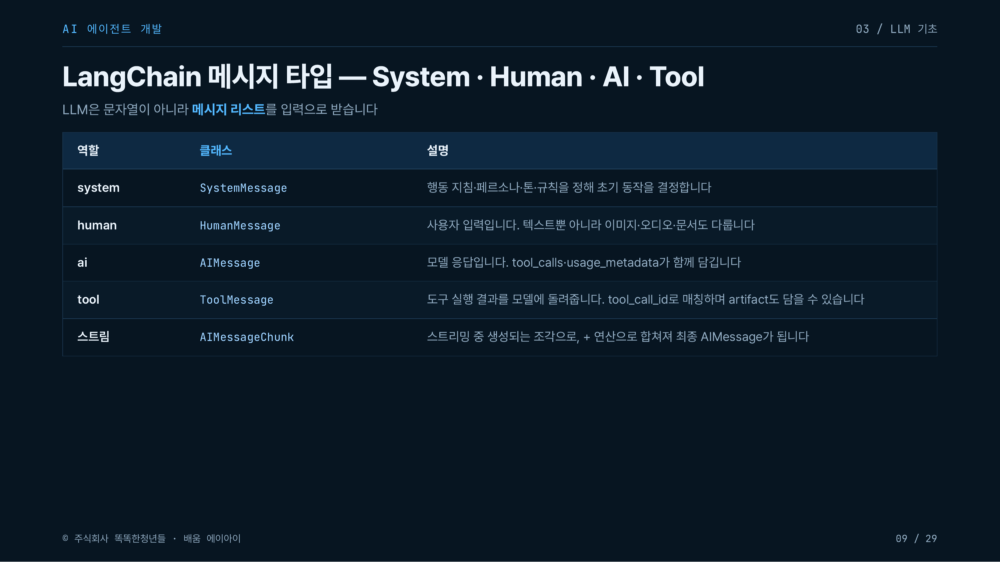 AI 에이전트 개발
03 / LLM 기초
LangChain 메시지 타입 — System · Human · AI · Tool
LLM은 문자열이 아니라 메시지 리스트를 입력으로 받습니다
역할 클래스 설명
system SystemMessage 행동 지침·페르소나·톤·규칙을 정해 초기 동작을 결정합니다
human HumanMessage 사용자 입력입니다. 텍스트뿐 아니라 이미지·오디오·문서도 다룹니다
ai AIMessage 모델 응답입니다. tool_calls·usage_metadata가 함께 담깁니다
tool ToolMessage 도구 실행 결과를 모델에 돌려줍니다. tool_call_id로 매칭하며 artifact도 담을 수 있습니다
스트림 AIMessageChunk 스트리밍 중 생성되는 조각으로, + 연산으로 합쳐져 최종 AIMessage가 됩니다
© 주식회사 똑똑한청년들 · 배움 에이아이
09 / 29